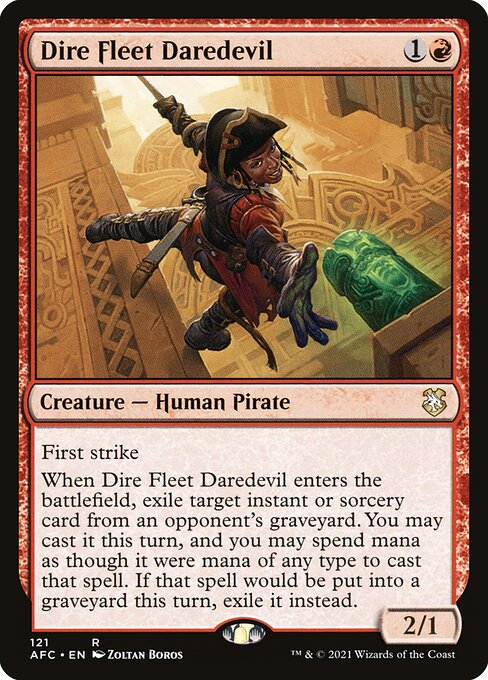 Dire Fleet Daredevil 1
Creature — Human Pirate
First strike
When Dire Fleet Daredevil enters the
battlefield, exile target instant or sorcery
card from an opponent's graveyard. You may
cast it this turn, and you may spend mana
as though it were mana of any type to cast
that spell. If that spell would be put into a
graveyard this turn, exile it instead.
2/1
121 R
AFC • EN Zoltan Boros
™ & © 2021 Wizards of the Coast